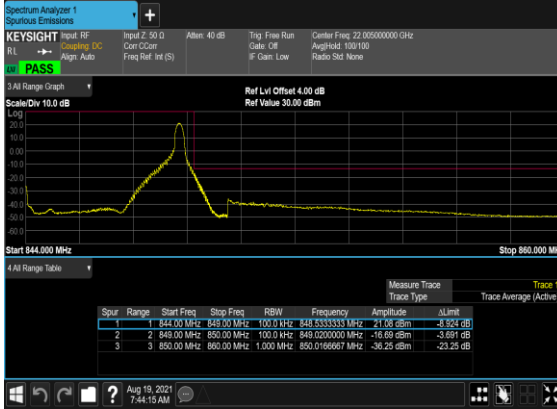 Spectrum Analyzer 1
Spurious Emissions
+
KEYSIGHT
RL
Input: RF
Coupling: DC
Align: Auto
Input Z: 50 Ω
Corr CCorr
Freq Ref: Int (S)
Atten: 40 dB
Trig: Free Run
Gate: Off
IF Gain: Low
Center Freq: 22.005000000 GHz
Avg|Hold: 100/100
Radio Std: None
PASS
3 All Range Graph
Scale/Div 10.0 dB
Ref Lvl Offset 4.00 dB
Ref Value 30.00 dBm
Log
20.0
10.0
0.00
-10.0
-20.0
-30.0
-40.0
-50.0
-60.0
Start 844.000 MHz
Stop 860.000 MH
4 All Range Table
Measure Trace Trace 1
Trace Type Trace Average (Active
Spur Range Start Freq Stop Freq RBW Frequency Amplitude ΔLimit
1 1 844.00 MHz 849.00 MHz 100.0 kHz 848.5333333 MHz 21.08 dBm -8.924 dB
2 2 849.00 MHz 850.00 MHz 100.0 kHz 849.0200000 MHz -16.69 dBm -3.691 dB
3 3 850.00 MHz 860.00 MHz 1.000 MHz 850.0166667 MHz -36.25 dBm -23.25 dB
?
Aug 19, 2021
7:44:15 AM